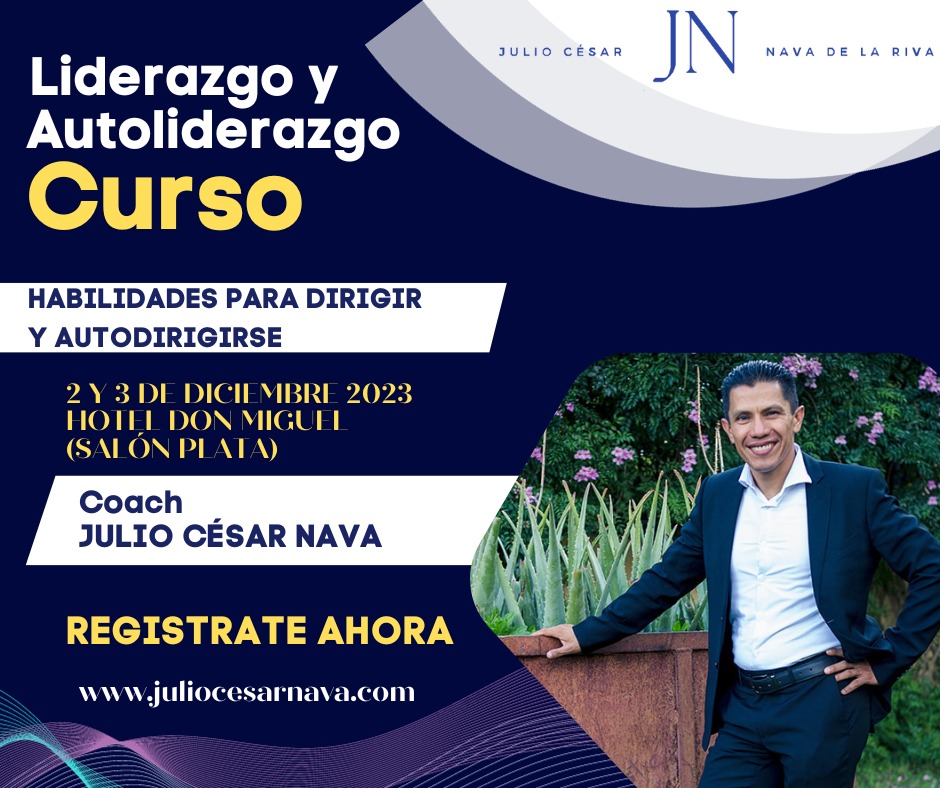 JULIO CÉSAR JN NAVA DE LA RIVA
Liderazgo y
Autoliderazgo
Curso
HABILIDADES PARA DIRIGIR
Y AUTODIRIGIRSE
2 Y 3 DE DICIEMBRE 2023
HOTEL DON MIGUEL
(SALÓN PLATA)
Coach
JULIO CÉSAR NAVA
REGISTRATE AHORA
www.juliocesarnava.com